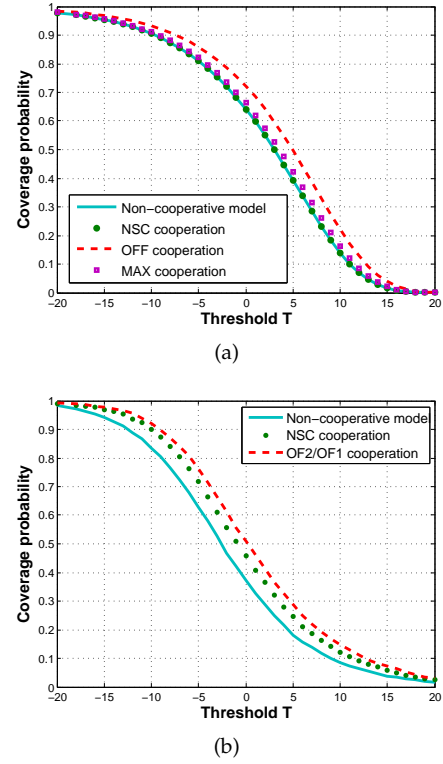 1
0.9
0.8
0.7
0.6
0.5
0.4
0.3
0.2
0.1
0
Coverage probability
Non-cooperative model
NSC cooperation
OFF cooperation
MAX cooperation
−20 −15 −10 −5 0 5 10 15 20
Threshold T
(a)
1
0.9
0.8
0.7
0.6
0.5
0.4
0.3
0.2
0.1
0
Coverage probability
Non-cooperative model
NSC cooperation
OF2/OF1 cooperation
−20 −15 −10 −5 0 5 10 15 20
Threshold T
(b)